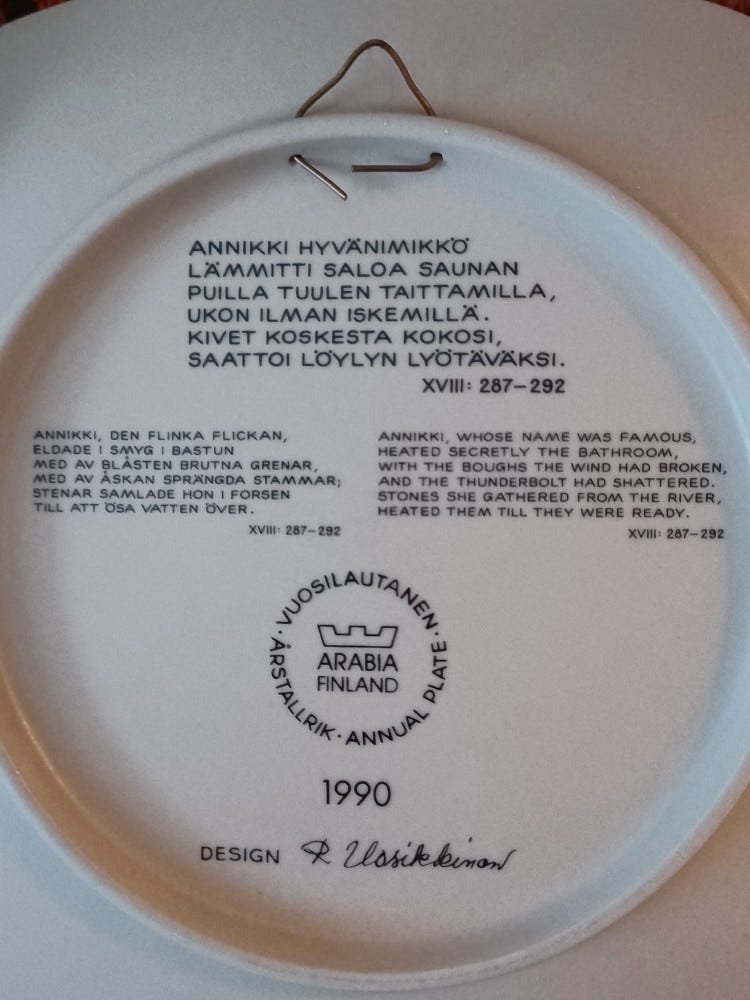 ANNIKKI HYVÄNIMIKKÖ
LÄMMITTI SALOA SAUNAN
PUILLA TUULEN TAITTAMILLA,
UKON ILMAN ISKEMILLÄ.
KIVET KOSKESTA KOKOSI,
SAATTOI LÖYLYN LYÖTÄVÄKSI.
XVIII: 287–292
ANNIKKI, DEN FLINKA FLICKAN,
ELDADE I SMYG I BASTUN
MED AV BLÅSTEN BRUTNA GRENAR,
MED AV ÅSKAN SPRÄNGDA STAMMAR;
STENAR SAMLADE HON I FORSEN
TILL ATT ÖSA VATTEN ÖVER.
XVIII: 287–292
ANNIKKI, WHOSE NAME WAS FAMOUS,
HEATED SECRETLY THE BATHROOM,
WITH THE BOUGHS THE WIND HAD BROKEN,
AND THE THUNDERBOLT HAD SHATTERED.
STONES SHE GATHERED FROM THE RIVER,
HEATED THEM TILL THEY WERE READY.
XVIII: 287–292
· VUOSILAUTANEN · ANNUAL PLATE · ÅRSTALLRIK
ARABIA
FINLAND
1990
DESIGN R Uosikkinen